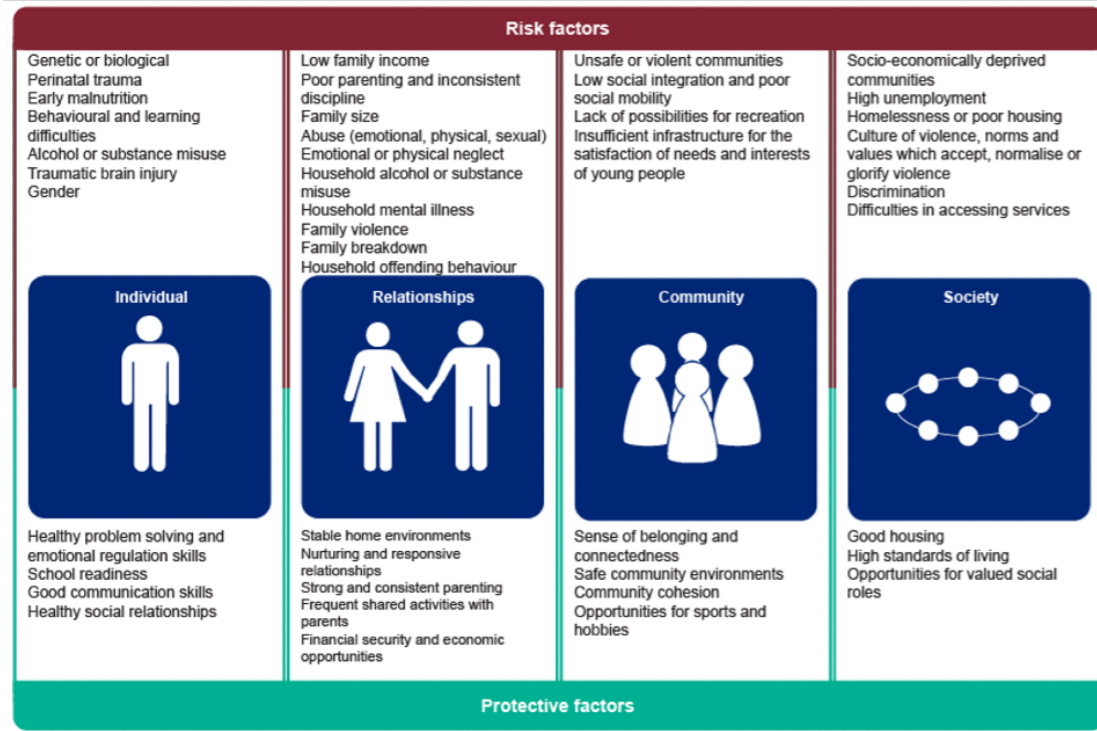 Risk factors
Genetic or biological
Perinatal trauma
Early malnutrition
Behavioural and learning
difficulties
Alcohol or substance misuse
Traumatic brain injury
Gender
Low family income
Poor parenting and inconsistent
discipline
Family size
Abuse (emotional, physical, sexual)
Emotional or physical neglect
Household alcohol or substance
misuse
Household mental illness
Family violence
Family breakdown
Household offending behaviour
Unsafe or violent communities
Low social integration and poor
social mobility
Lack of possibilities for recreation
Insufficient infrastructure for the
satisfaction of needs and interests
of young people
Socio-economically deprived
communities
High unemployment
Homelessness or poor housing
Culture of violence, norms and
values which accept, normalise or
glorify violence
Discrimination
Difficulties in accessing services
Individual
Relationships
Community
Society
Healthy problem solving and
emotional regulation skills
School readiness
Good communication skills
Healthy social relationships
Stable home environments
Nurturing and responsive
relationships
Strong and consistent parenting
Frequent shared activities with
parents
Financial security and economic
opportunities
Sense of belonging and
connectedness
Safe community environments
Community cohesion
Opportunities for sports and
hobbies
Good housing
High standards of living
Opportunities for valued social
roles
Protective factors